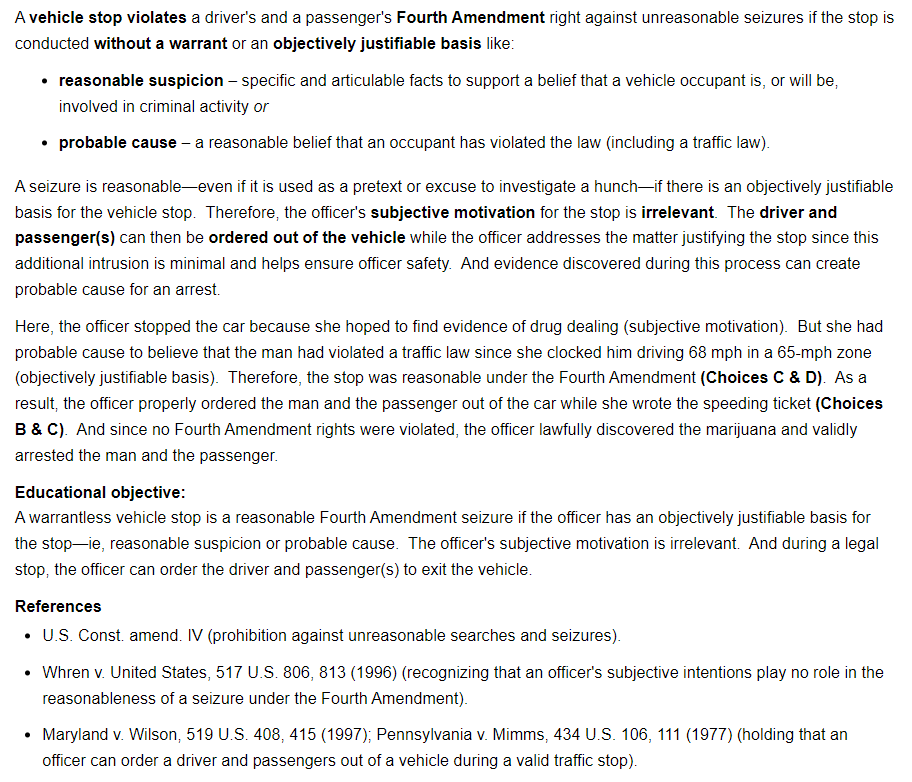 A vehicle stop violates a driver's and a passenger's Fourth Amendment right against unreasonable seizures if the stop is
conducted without a warrant or an objectively justifiable basis like:
• reasonable suspicion – specific and articulable facts to support a belief that a vehicle occupant is, or will be,
involved in criminal activity or
• probable cause – a reasonable belief that an occupant has violated the law (including a traffic law).
A seizure is reasonable—even if it is used as a pretext or excuse to investigate a hunch—if there is an objectively justifiable
basis for the vehicle stop. Therefore, the officer's subjective motivation for the stop is irrelevant. The driver and
passenger(s) can then be ordered out of the vehicle while the officer addresses the matter justifying the stop since this
additional intrusion is minimal and helps ensure officer safety. And evidence discovered during this process can create
probable cause for an arrest.
Here, the officer stopped the car because she hoped to find evidence of drug dealing (subjective motivation). But she had
probable cause to believe that the man had violated a traffic law since she clocked him driving 68 mph in a 65-mph zone
(objectively justifiable basis). Therefore, the stop was reasonable under the Fourth Amendment (Choices C & D). As a
result, the officer properly ordered the man and the passenger out of the car while she wrote the speeding ticket (Choices
B & C). And since no Fourth Amendment rights were violated, the officer lawfully discovered the marijuana and validly
arrested the man and the passenger.
Educational objective:
A warrantless vehicle stop is a reasonable Fourth Amendment seizure if the officer has an objectively justifiable basis for
the stop—ie, reasonable suspicion or probable cause. The officer's subjective motivation is irrelevant. And during a legal
stop, the officer can order the driver and passenger(s) to exit the vehicle.
References
• U.S. Const. amend. IV (prohibition against unreasonable searches and seizures).
• Whren v. United States, 517 U.S. 806, 813 (1996) (recognizing that an officer's subjective intentions play no role in the
reasonableness of a seizure under the Fourth Amendment).
• Maryland v. Wilson, 519 U.S. 408, 415 (1997); Pennsylvania v. Mimms, 434 U.S. 106, 111 (1977) (holding that an
officer can order a driver and passengers out of a vehicle during a valid traffic stop).